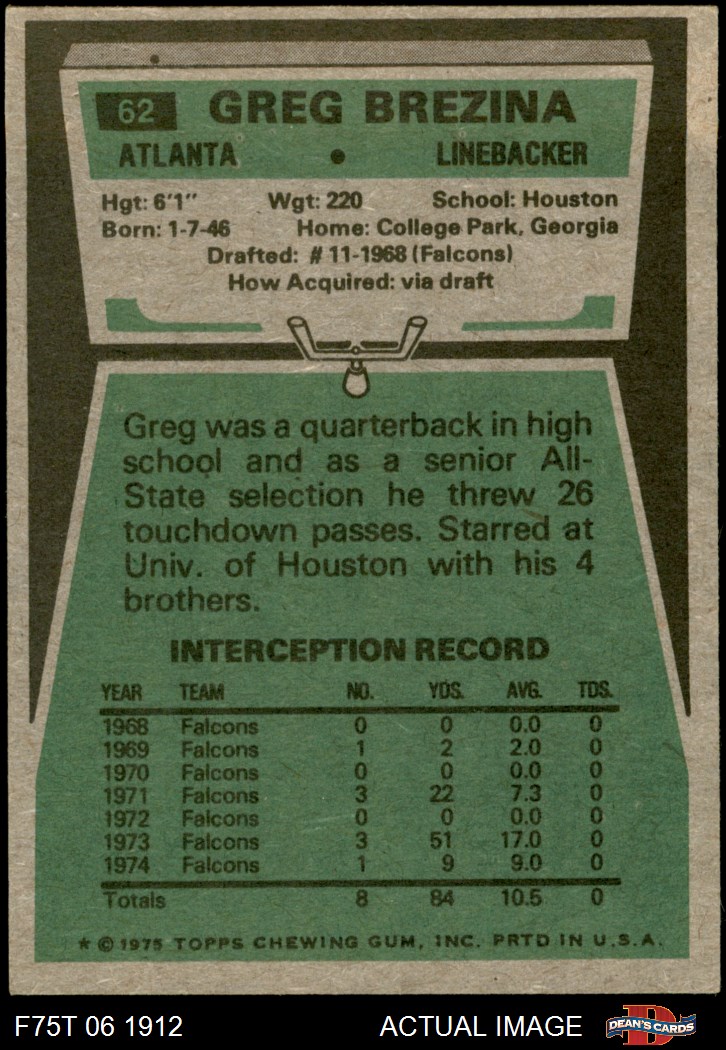 62 GREG BREZINA
ATLANTA • LINEBACKER
Hgt: 6'1" Wgt: 220 School: Houston
Born: 1-7-46 Home: College Park, Georgia
Drafted: #11-1968 (Falcons)
How Acquired: via draft
Greg was a quarterback in high
school and as a senior All-
State selection he threw 26
touchdown passes. Starred at
Univ. of Houston with his 4
brothers.
INTERCEPTION RECORD
YEAR TEAM NO. YDS. AVG. TDS.
1968 Falcons 0 0 0.0 0
1969 Falcons 1 2 2.0 0
1970 Falcons 0 0 0.0 0
1971 Falcons 3 22 7.3 0
1972 Falcons 0 0 0.0 0
1973 Falcons 3 51 17.0 0
1974 Falcons 1 9 9.0 0
Totals 8 84 10.5 0
* © 1975 TOPPS CHEWING GUM, INC. PRTD IN U.S.A.
F75T 06 1912 ACTUAL IMAGE D DEAN'S CARDS